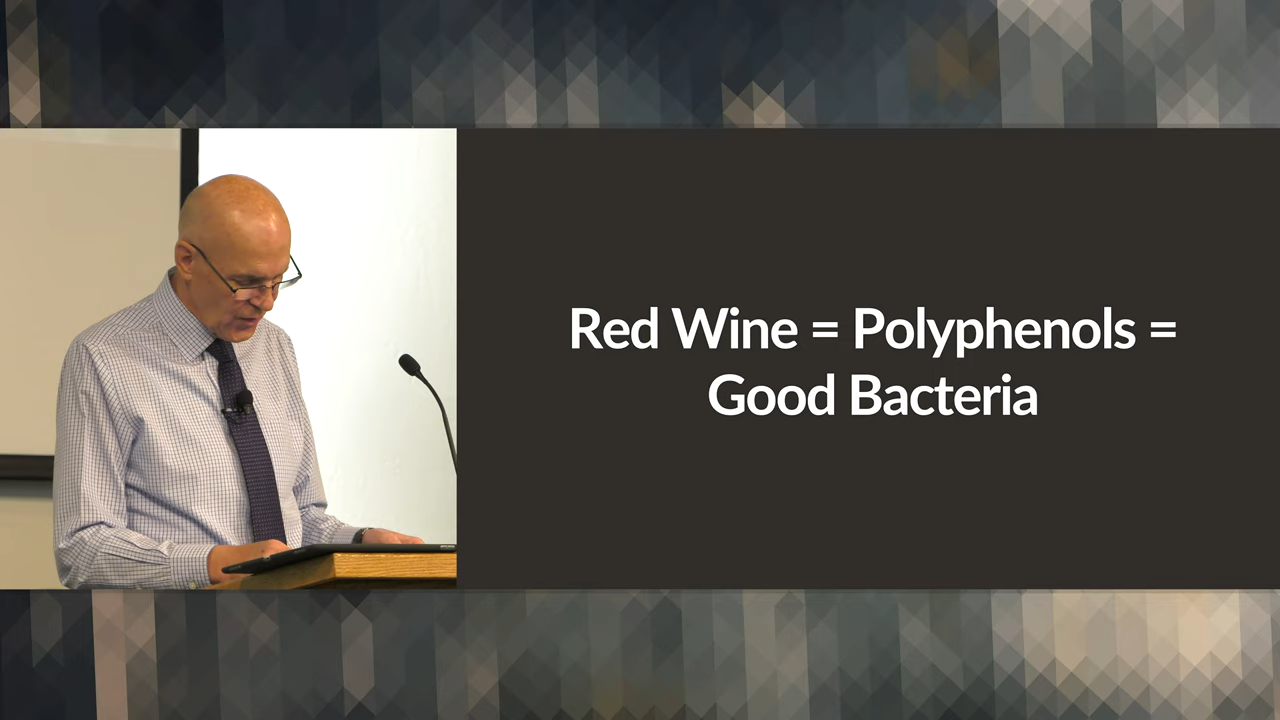 Red Wine = Polyphenols =
Good Bacteria